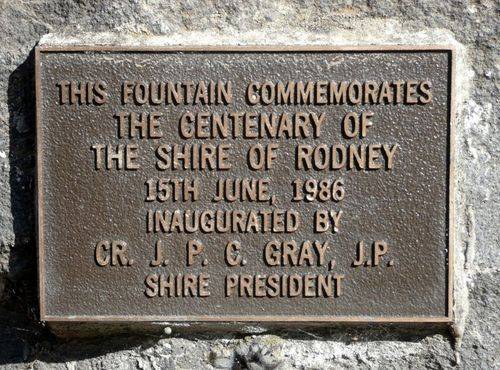 THIS FOUNTAIN COMMEMORATES
THE CENTENARY OF
THE SHIRE OF RODNEY
15TH JUNE, 1986
INAUGURATED BY
CR. J. P. C. GRAY, J.P.
SHIRE PRESIDENT